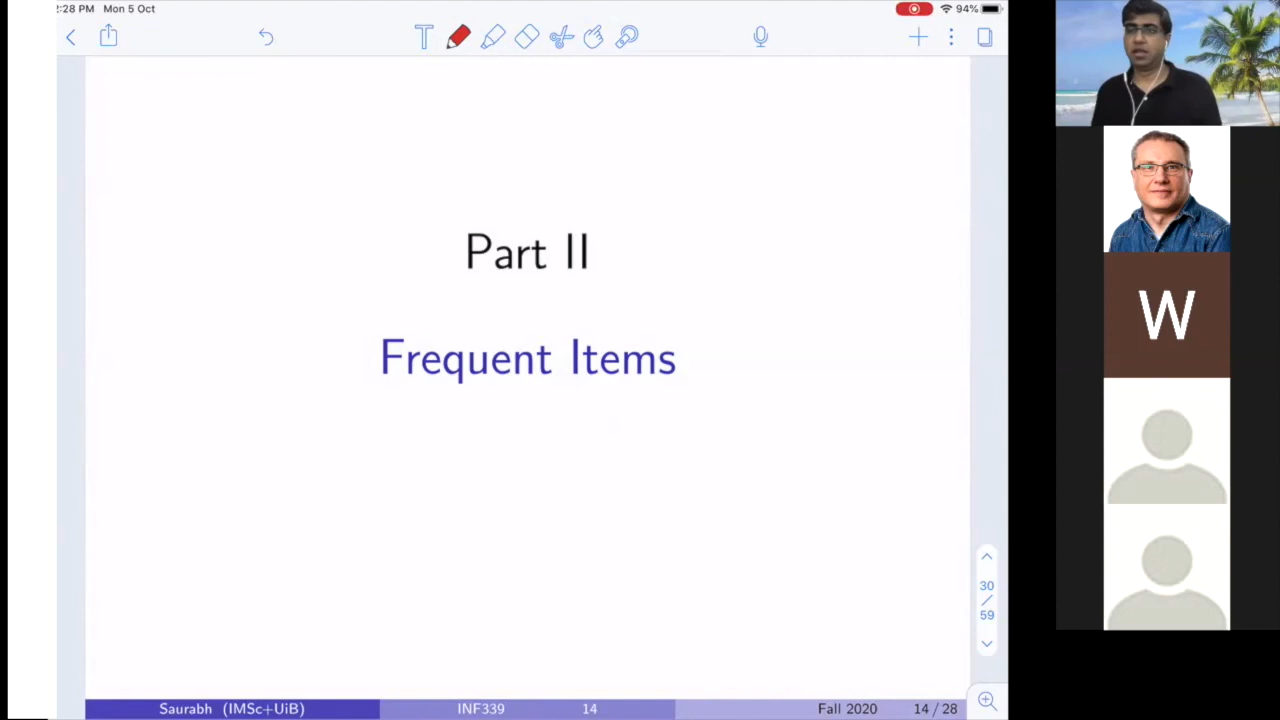 :28 PM Mon 5 Oct
94%
T
Part II
Frequent Items
W
30
59
Saurabh (IMSc+UiB) INF339 14 Fall 2020 14 / 28